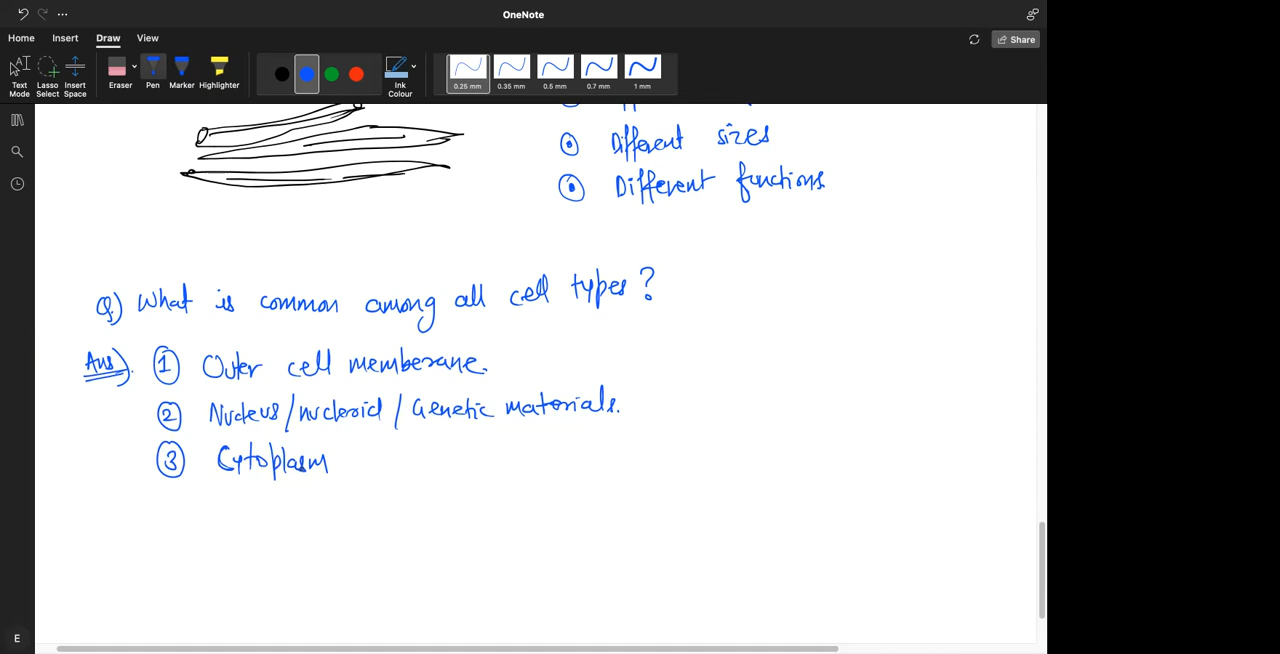 OneNote
Home Insert Draw View
Share
Text Mode
Lasso Select
Insert Space
Eraser
Pen
Marker
Highlighter
Ink Colour
0.25 mm
0.35 mm
0.5 mm
0.7 mm
1 mm
Different sizes
Different functions
Q) What is common among all cell types?
Ans). 1 Outer cell memberane.
2 Nucleus/nucleoid/Genetic materials.
3 Cytoplasm
E